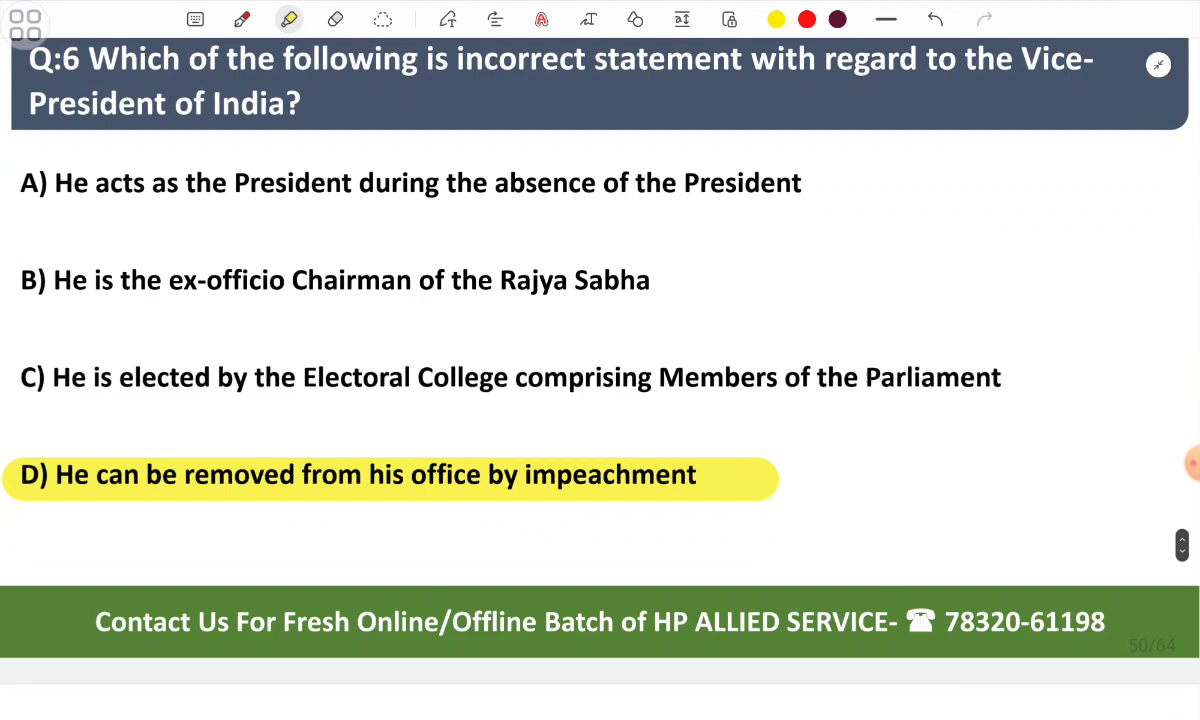 Q:6 Which of the following is incorrect statement with regard to the Vice-
President of India?
A) He acts as the President during the absence of the President
B) He is the ex-officio Chairman of the Rajya Sabha
C) He is elected by the Electoral College comprising Members of the Parliament
D) He can be removed from his office by impeachment
Contact Us For Fresh Online/Offline Batch of HP ALLIED SERVICE- ☎ 78320-61198
50/64